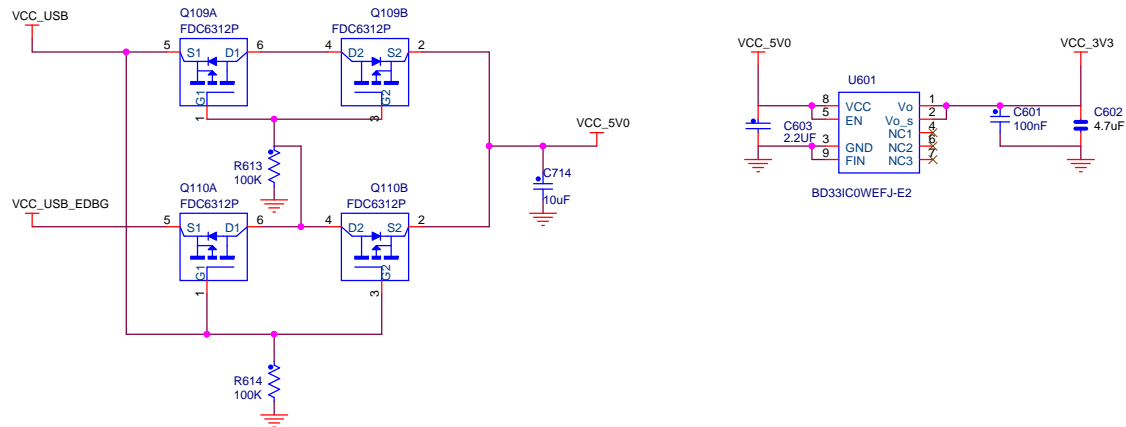 VCC_USB
Q109A
FDC6312P
Q109B
FDC6312P
5
S1
D1
6
4
D2
S2
2
G1
1
G2
3
R613
100K
VCC_5V0
C714
10uF
VCC_USB_EDBG
Q110A
FDC6312P
Q110B
FDC6312P
5
S1
D1
6
4
D2
S2
2
G1
1
G2
3
R614
100K
VCC_5V0
VCC_3V3
U601
8
VCC
Vo
1
5
EN
Vo_s
2
NC1
4
3
GND
NC2
6
9
FIN
NC3
7
C603
2.2UF
C601
100nF
C602
4.7uF
BD33IC0WEFJ-E2